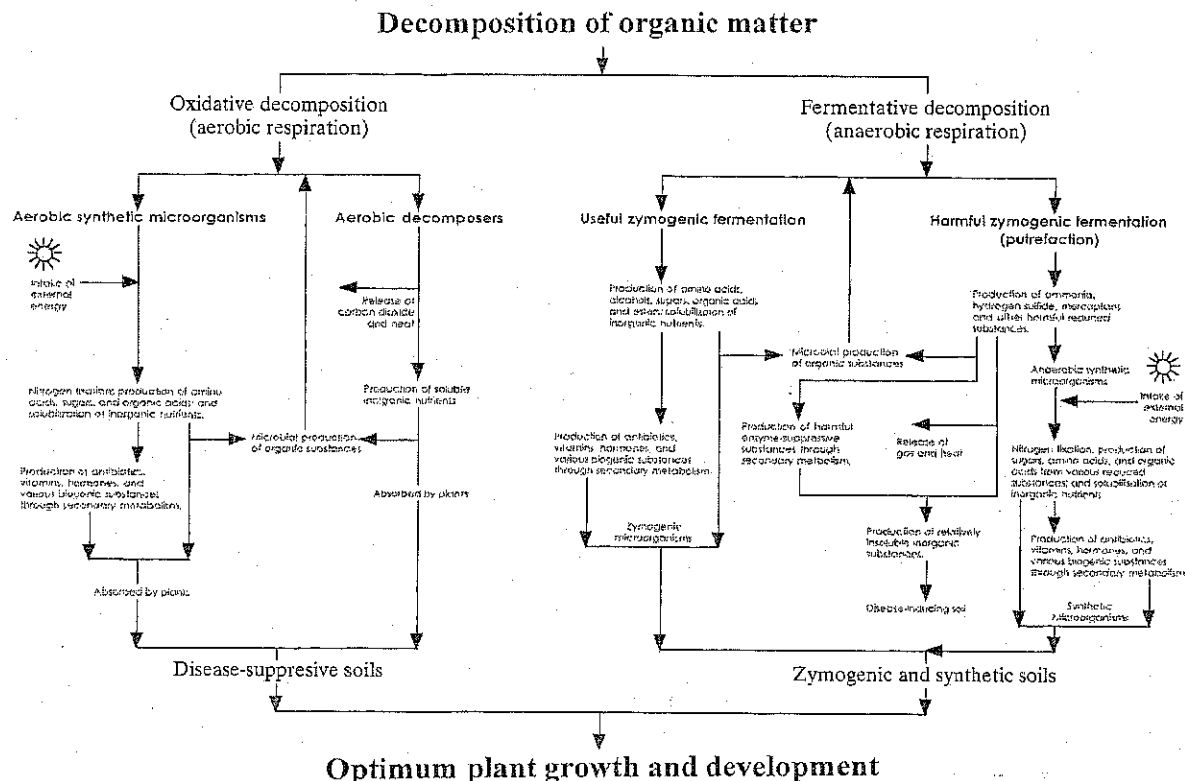 Decomposition of organic matter
Oxidative decomposition
(aerobic respiration)
Fermentative decomposition
(anaerobic respiration)
Aerobic synthetic microorganisms
Aerobic decomposers
Useful zymogenic fermentation
Harmful zymogenic fermentation
(putrefaction)
Intake of
external
energy
Release of
carbon dioxide
and heat
Production of amino acids,
alcohols, sugars, organic acids,
and esters; solubilization of
inorganic nutrients.
Production of ammonia,
hydrogen sulfide, mercaptans
and other harmful reduced
substances.
Microbial production
of organic substances
Anaerobic synthetic
microorganisms
Intake of
external
energy
Nitrogen fixation; production of amino
acids, sugars, and organic acids; and
solubilization of inorganic nutrients.
Production of soluble
inorganic nutrients
Microbial production
of organic substances
Production of antibiotics,
vitamins, hormones, and
various biogenic substances
through secondary metabolism.
Production of harmful
enzyme-suppressive
substances through
secondary metabolism.
Release of
gas and heat
Nitrogen fixation, production of
sugars, amino acids, and organic
acids from various reduced
substances; and solubilisation of
inorganic nutrients
Production of antibiotics,
vitamins, hormones, and
various biogenic substances
through secondary metabolism.
Absorbed by plants
Zymogenic
microorganisms
Production of relatively
insoluble inorganic
substances.
Production of antibiotics,
vitamins, hormones, and
various biogenic substances
through secondary metabolism
Absorbed by plants
Disease-inducing soil
Synthetic
Microorganisms
Disease-suppresive soils
Zymogenic and synthetic soils
Optimum plant growth and development